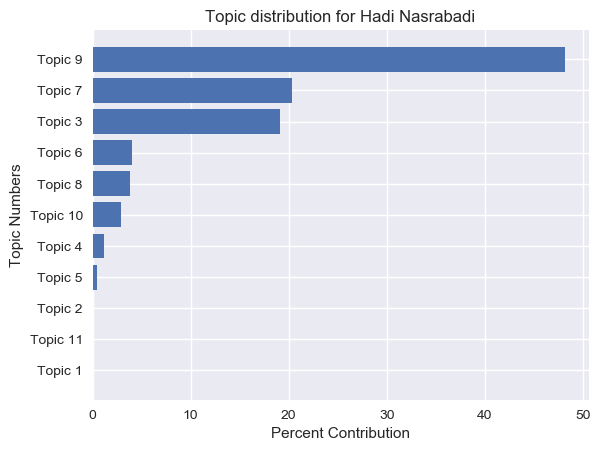 Topic distribution for Hadi Nasrabadi
Topic Numbers
Topic 9
Topic 7
Topic 3
Topic 6
Topic 8
Topic 10
Topic 4
Topic 5
Topic 2
Topic 11
Topic 1
0 10 20 30 40 50
Percent Contribution